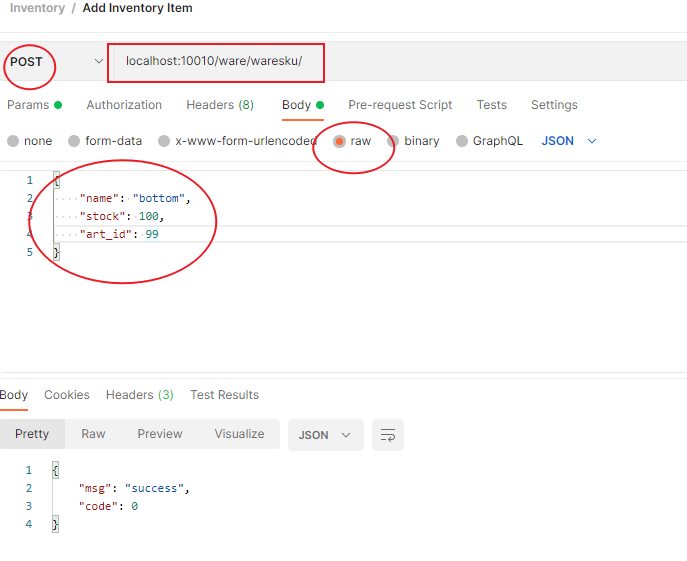 Inventory / Add Inventory Item
POST localhost:10010/ware/waresku/
Params Authorization Headers (8) Body Pre-request Script Tests Settings
none form-data x-www-form-urlencoded raw binary GraphQL JSON
1 {
2 "name": "bottom",
3 "stock": 100,
4 "art_id": 99
5 }
Body Cookies Headers (3) Test Results
Pretty Raw Preview Visualize JSON
1 {
2 "msg": "success",
3 "code": 0
4 }